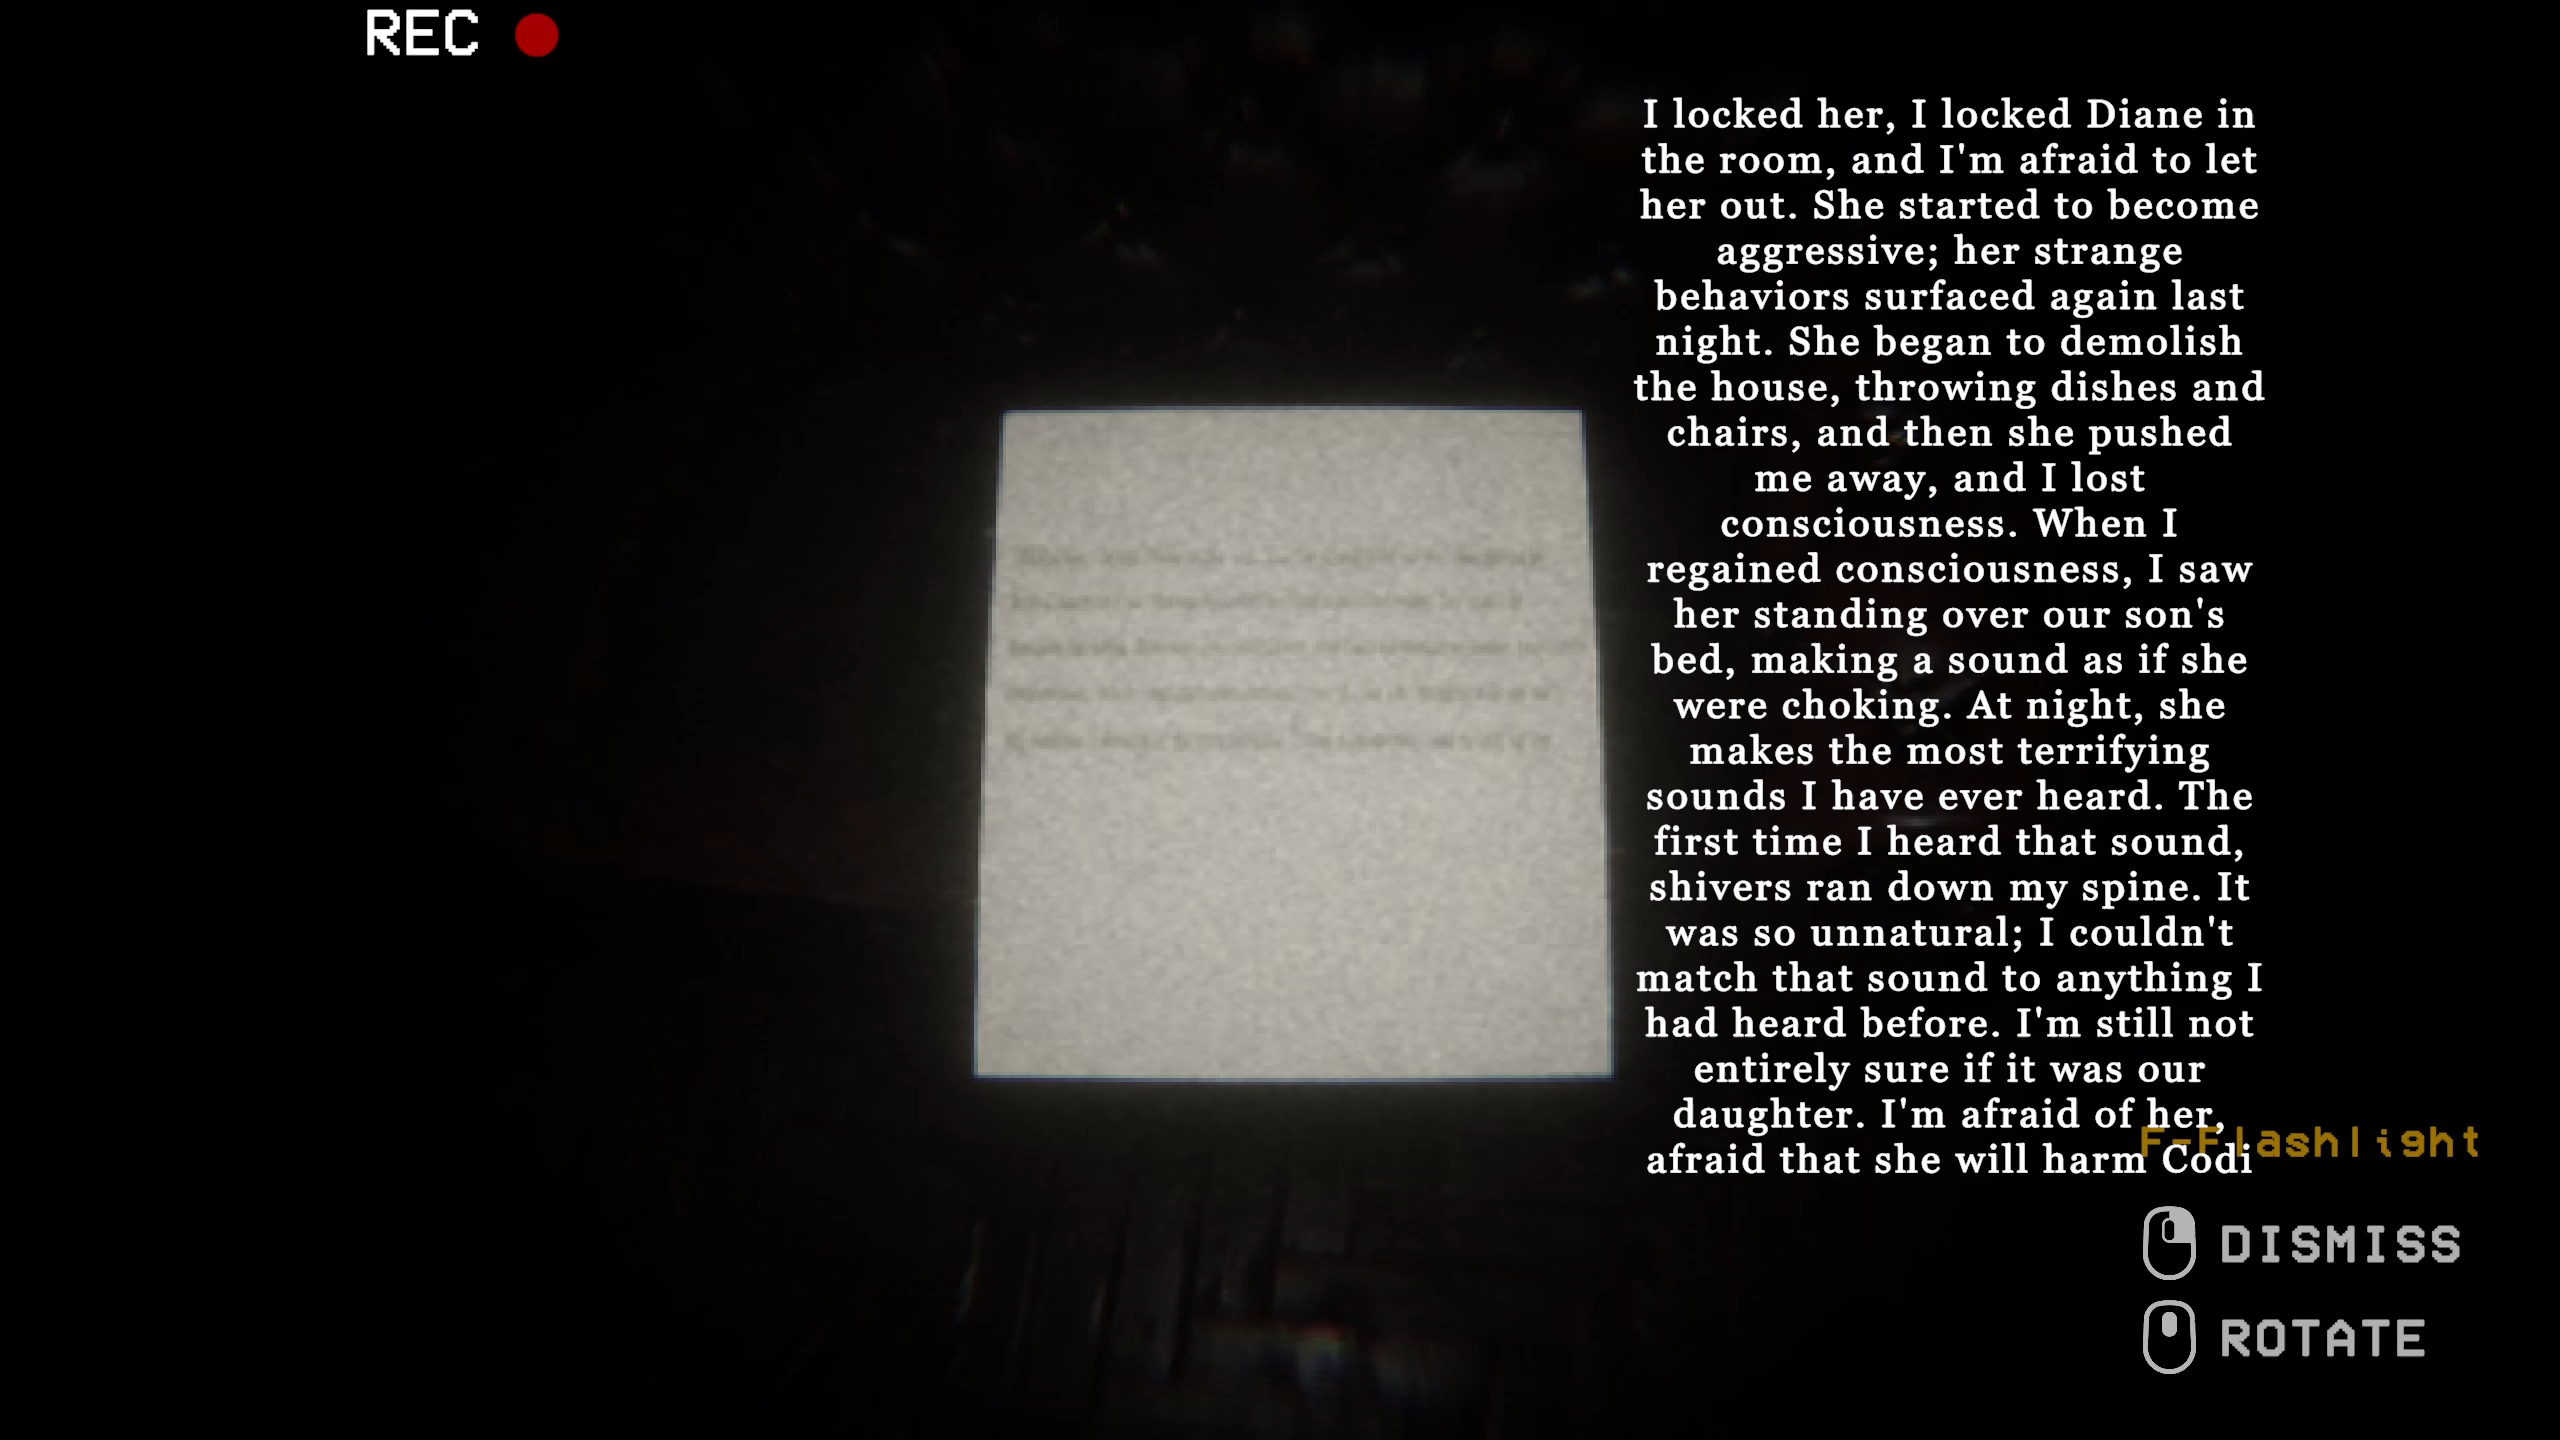 REC
I locked her, I locked Diane in
the room, and I'm afraid to let
her out. She started to become
aggressive; her strange
behaviors surfaced again last
night. She began to demolish
the house, throwing dishes and
chairs, and then she pushed
me away, and I lost
consciousness. When I
regained consciousness, I saw
her standing over our son's
bed, making a sound as if she
were choking. At night, she
makes the most terrifying
sounds I have ever heard. The
first time I heard that sound,
shivers ran down my spine. It
was so unnatural; I couldn't
match that sound to anything I
had heard before. I'm still not
entirely sure if it was our
daughter. I'm afraid of her,
afraid that she will harm Codi
F-Flashlight
DISMISS
ROTATE